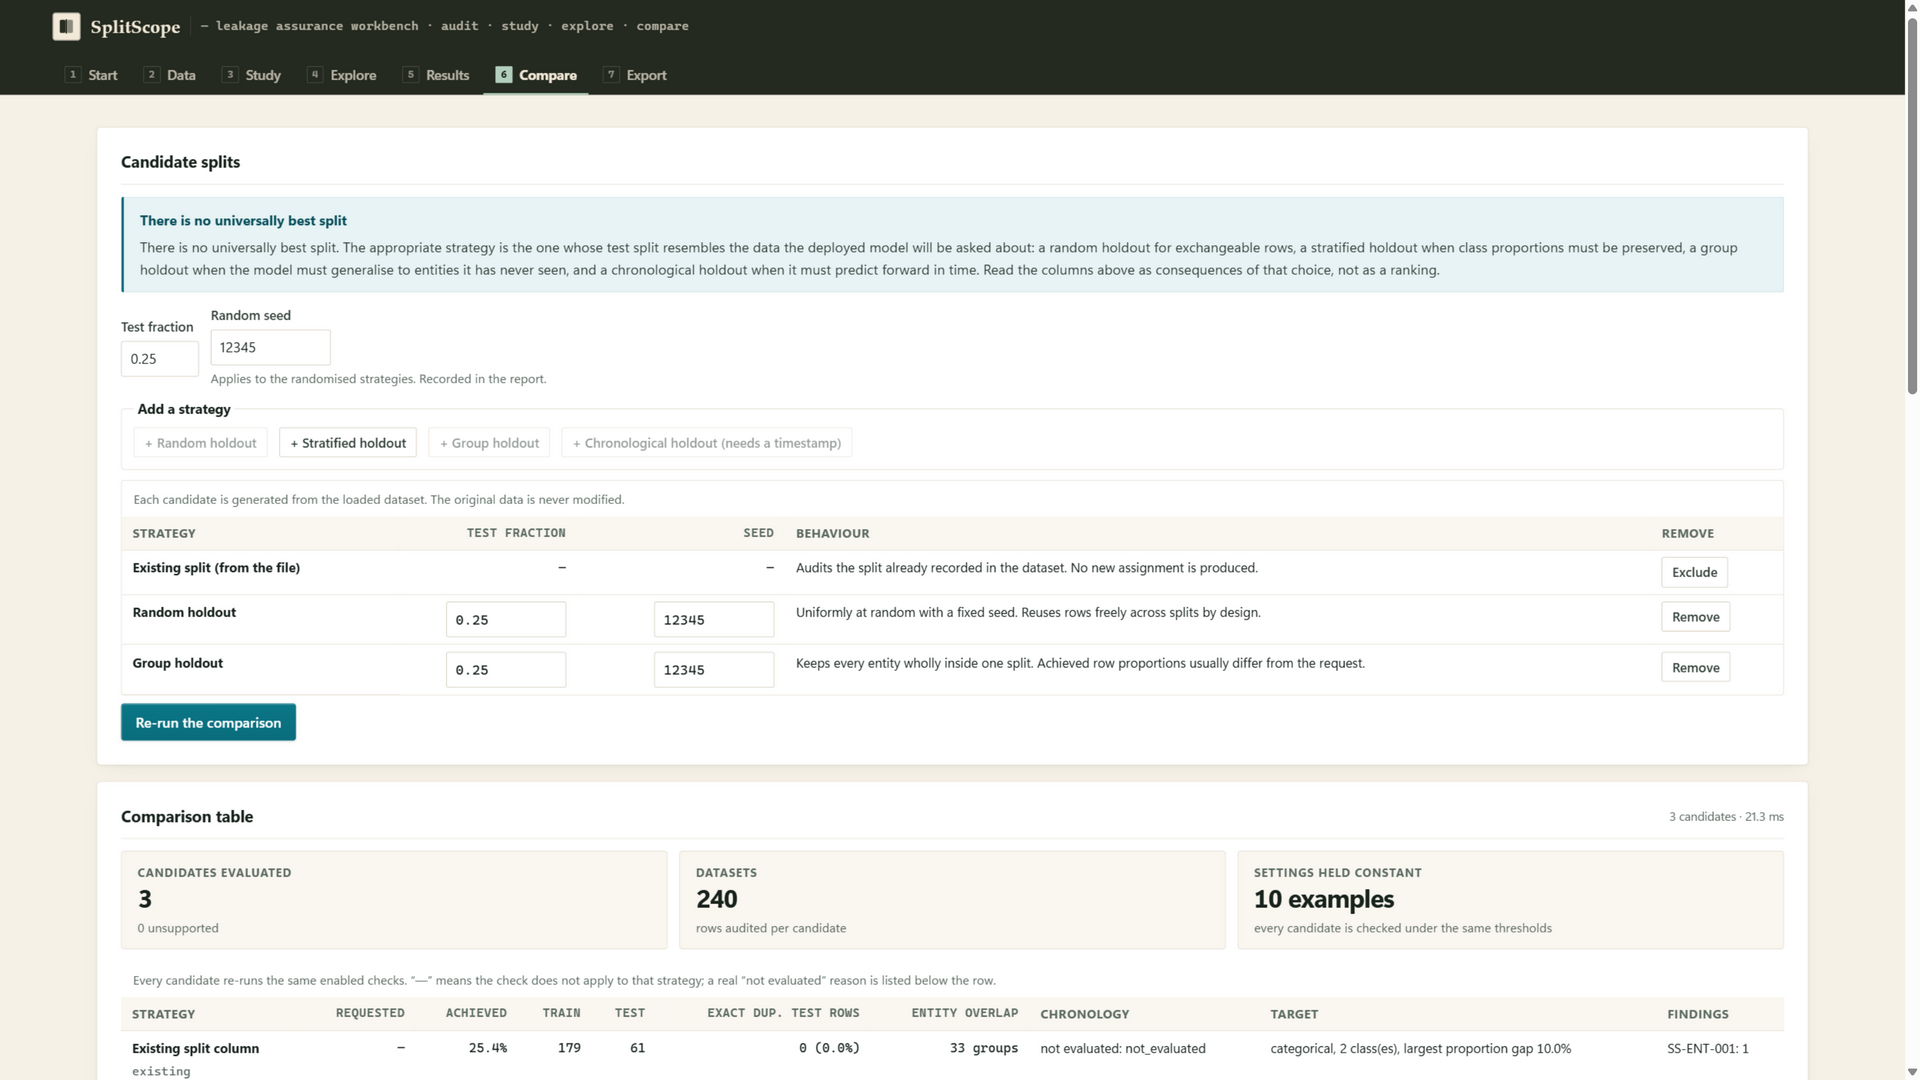 SplitScope — leakage assurance workbench · audit · study · explore · compare
1 Start 2 Data 3 Study 4 Explore 5 Results 6 Compare 7 Export
Candidate splits
There is no universally best split
There is no universally best split. The appropriate strategy is the one whose test split resembles the data the deployed model will be asked about: a random holdout for exchangeable rows, a stratified holdout when class proportions must be preserved, a group
holdout when the model must generalise to entities it has never seen, and a chronological holdout when it must predict forward in time. Read the columns above as consequences of that choice, not as a ranking.
Test fraction
0.25
Random seed
12345
Applies to the randomised strategies. Recorded in the report.
Add a strategy
+ Random holdout + Stratified holdout + Group holdout + Chronological holdout (needs a timestamp)
Each candidate is generated from the loaded dataset. The original data is never modified.
STRATEGY TEST FRACTION SEED BEHAVIOUR REMOVE
Existing split (from the file) — — Audits the split already recorded in the dataset. No new assignment is produced. Exclude
Random holdout 0.25 12345 Uniformly at random with a fixed seed. Reuses rows freely across splits by design. Remove
Group holdout 0.25 12345 Keeps every entity wholly inside one split. Achieved row proportions usually differ from the request. Remove
Re-run the comparison
Comparison table 3 candidates · 21.3 ms
CANDIDATES EVALUATED
3
0 unsupported
DATASETS
240
rows audited per candidate
SETTINGS HELD CONSTANT
10 examples
every candidate is checked under the same thresholds
Every candidate re-runs the same enabled checks. "—" means the check does not apply to that strategy; a real "not evaluated" reason is listed below the row.
STRATEGY REQUESTED ACHIEVED TRAIN TEST EXACT DUP. TEST ROWS ENTITY OVERLAP CHRONOLOGY TARGET FINDINGS
Existing split column — 25.4% 179 61 0 (0.0%) 33 groups not evaluated: not_evaluated categorical, 2 class(es), largest proportion gap 10.0% SS-ENT-001: 1
existing